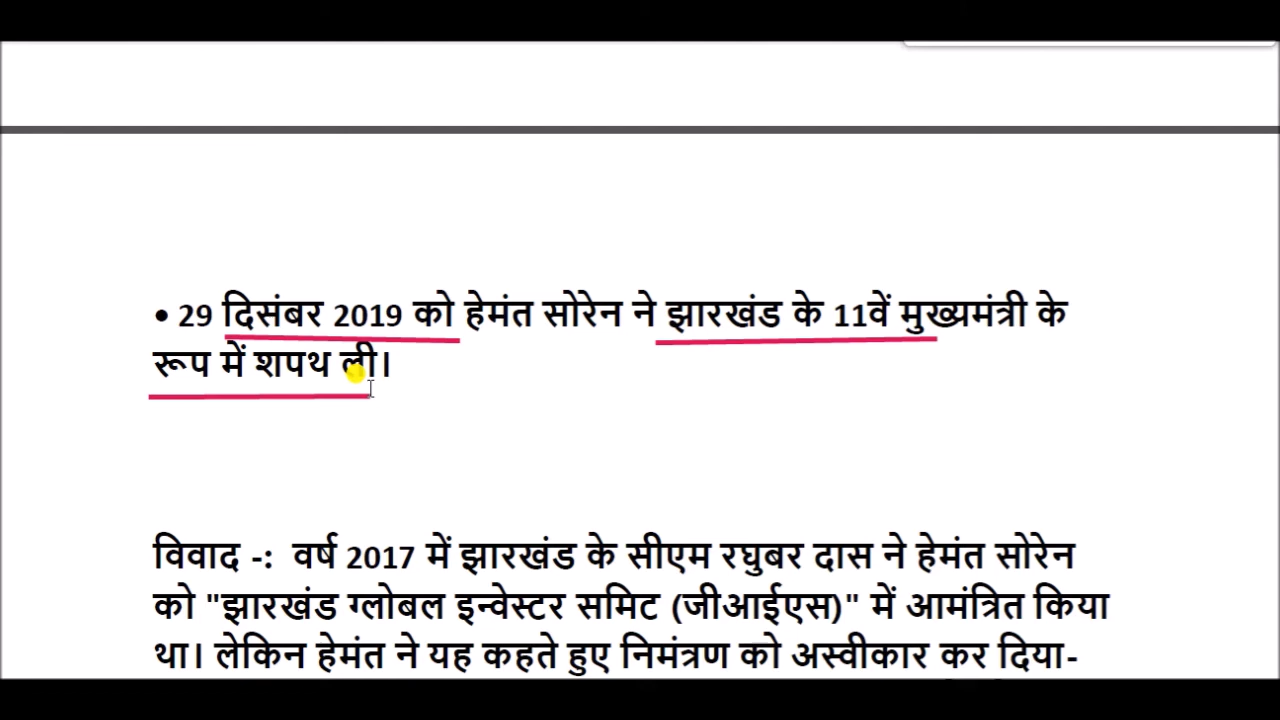 • 29 दिसंबर 2019 को हेमंत सोरेन ने झारखंड के 11वें मुख्यमंत्री के
रूप में शपथ ली।
विवाद -: वर्ष 2017 में झारखंड के सीएम रघुबर दास ने हेमंत सोरेन
को "झारखंड ग्लोबल इन्वेस्टर समिट (जीआईएस)" में आमंत्रित किया
था। लेकिन हेमंत ने यह कहते हुए निमंत्रण को अस्वीकार कर दिया-